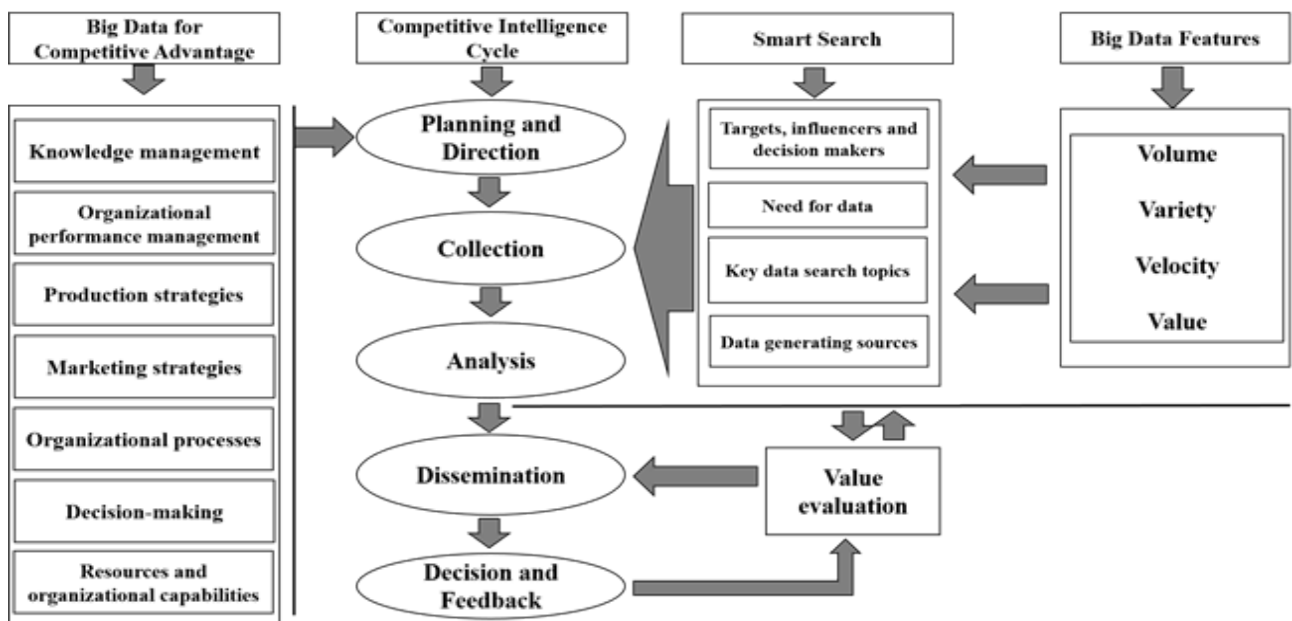 Big Data for
Competitive Advantage
Knowledge management
Organizational
performance management
Production strategies
Marketing strategies
Organizational processes
Decision-making
Resources and
organizational capabilities
Competitive Intelligence
Cycle
Planning and
Direction
Collection
Analysis
Dissemination
Decision and
Feedback
Smart Search
Targets, influencers and
decision makers
Need for data
Key data search topics
Data generating sources
Value
evaluation
Big Data Features
Volume
Variety
Velocity
Value